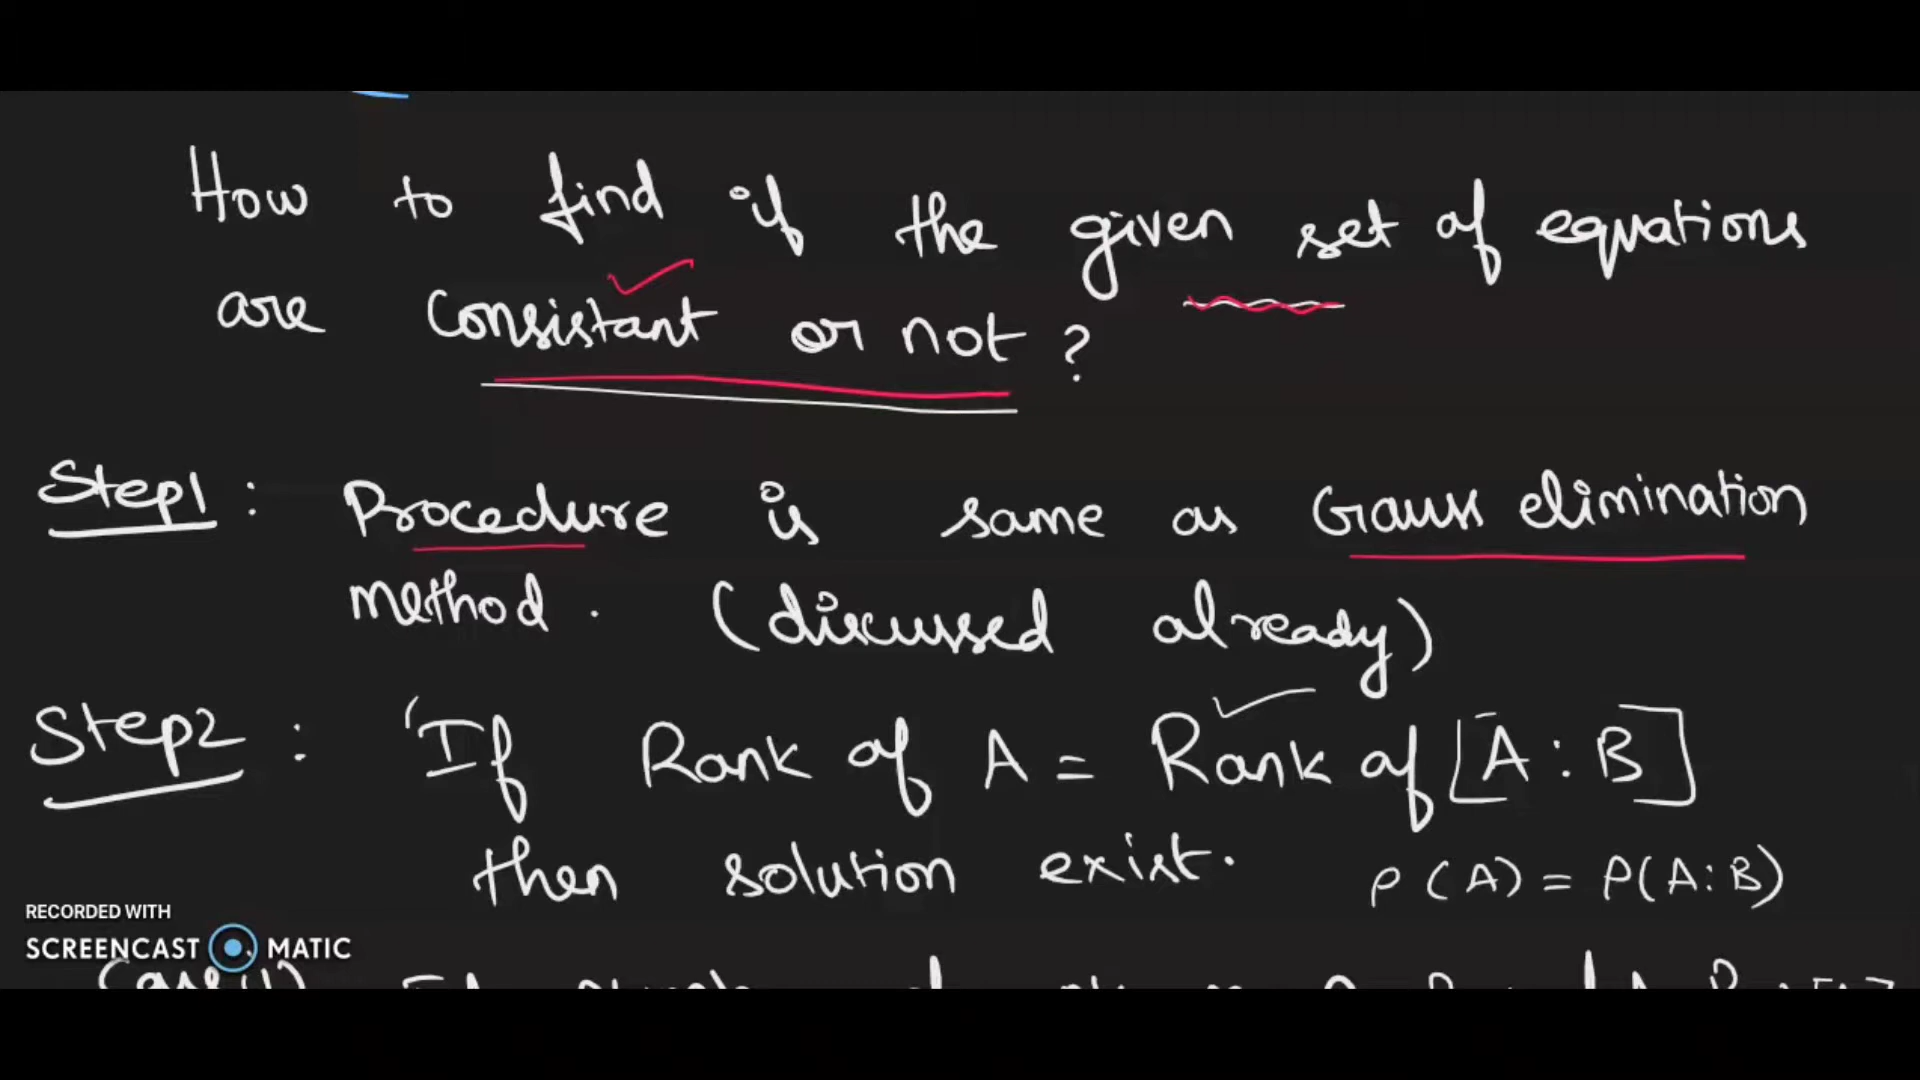 How to find if the given set of equations
are consistant or not ?
Step1 : Procedure is same as Gauss elimination
method. (discussed already)
Step2 : If Rank of A = Rank of [A : B]
then solution exist. ρ(A) = ρ(A:B)
RECORDED WITH
SCREENCAST MATIC